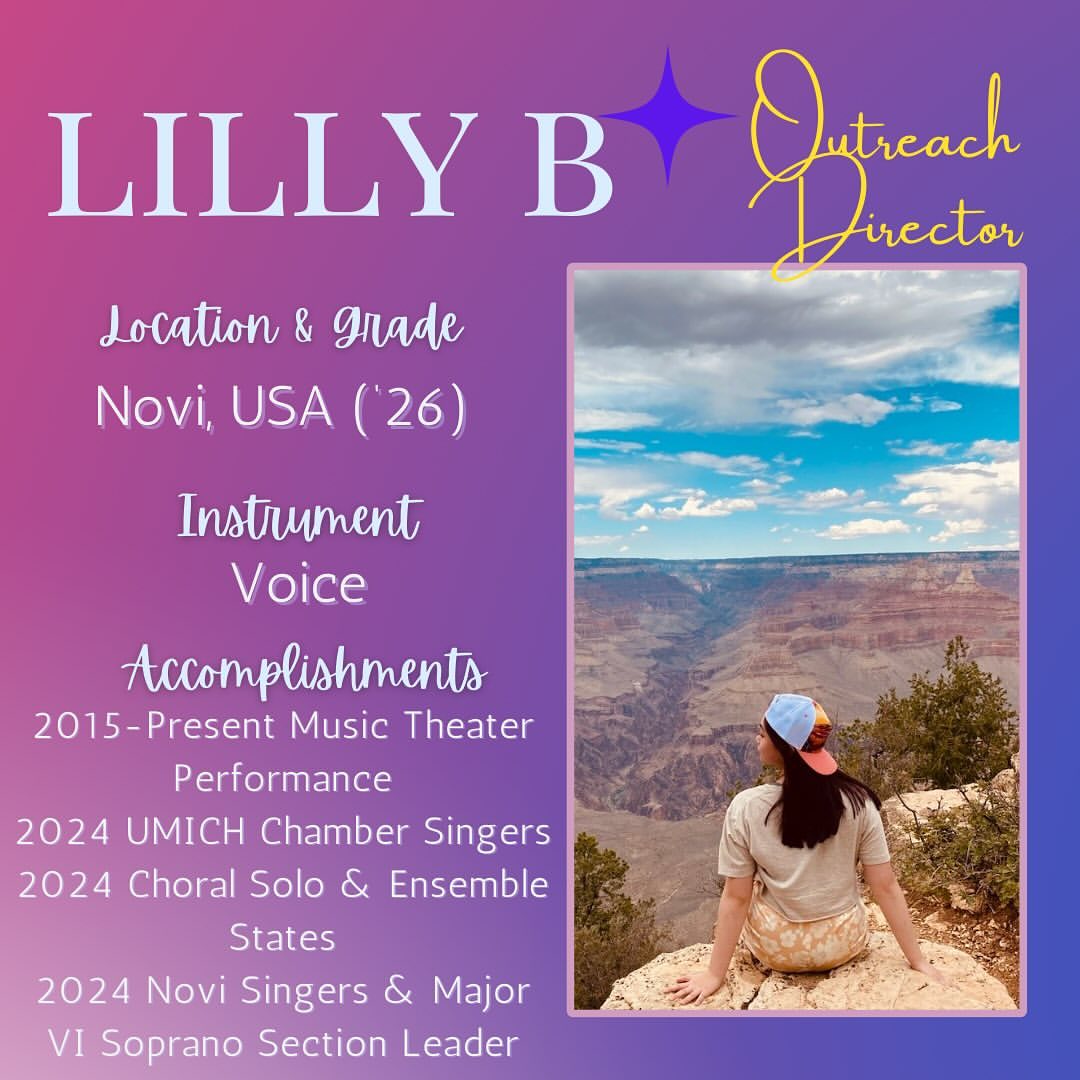 LILLY B
Outreach
Director
Location & Grade
Novi, USA ('26)
Instrument
Voice
Accomplishments
2015-Present Music Theater
Performance
2024 UMICH Chamber Singers
2024 Choral Solo & Ensemble
States
2024 Novi Singers & Major
VI Soprano Section Leader